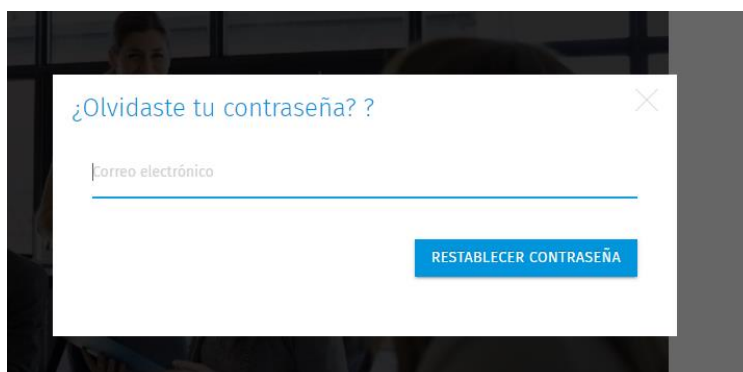 ¿Olvidaste tu contraseña? ?
Correo electrónico
RESTABLECER CONTRASEÑA